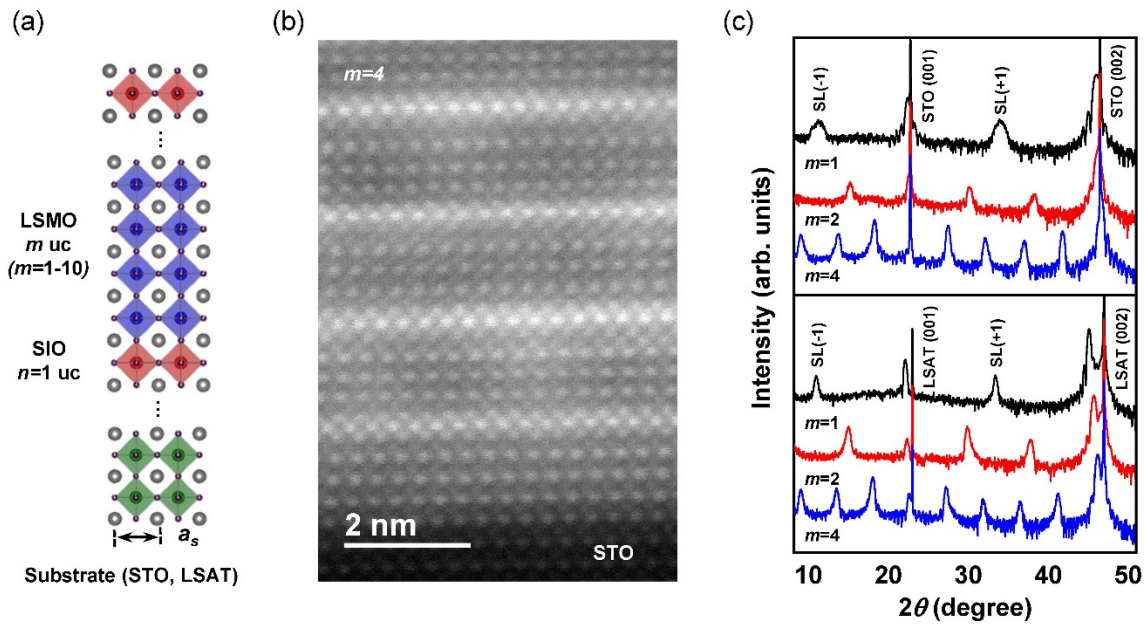 (a)
LSMO
m uc
(m=1-10)
SIO
n=1 uc
a_s
Substrate (STO, LSAT)
(b)
m=4
2 nm
STO
(c)
Intensity (arb. units)
SL(-1)
STO (001)
SL(+1)
STO (002)
m=1
m=2
m=4
SL(-1)
LSAT (001)
SL(+1)
LSAT (002)
m=1
m=2
m=4
10 20 30 40 50
2θ (degree)